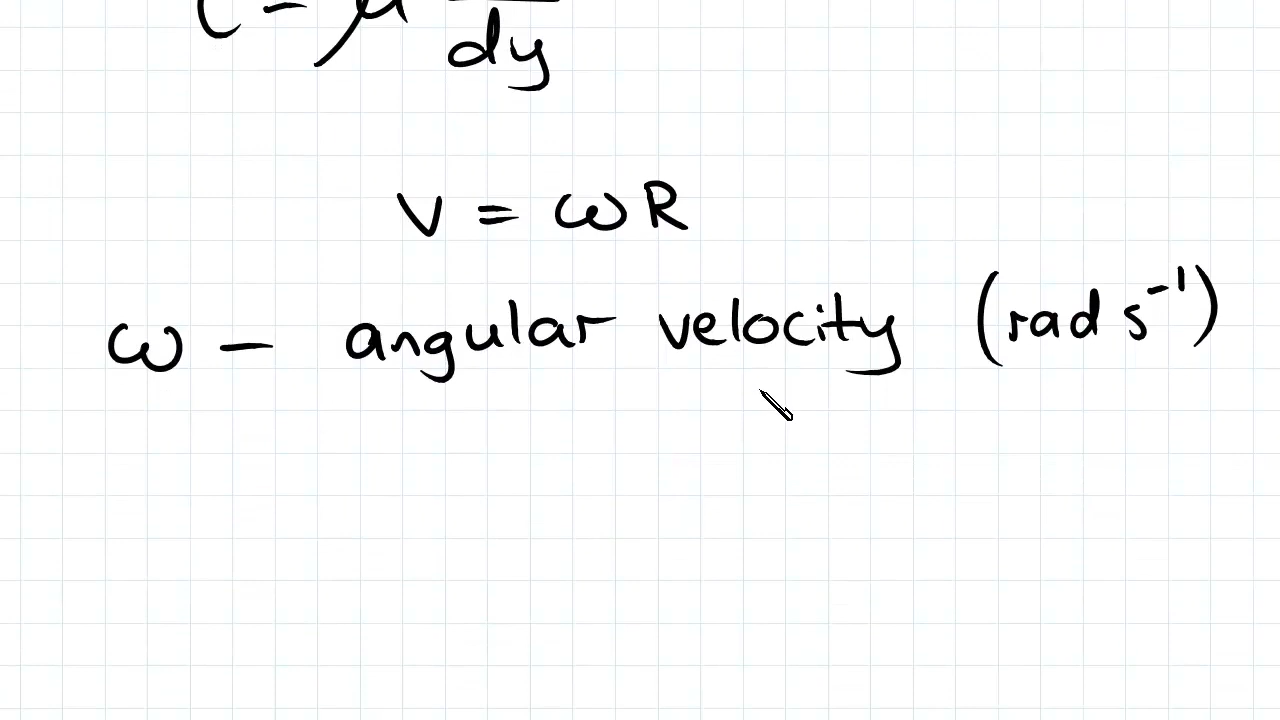 τ = μ
dy
V = ωR
ω – angular velocity (rad s⁻¹)